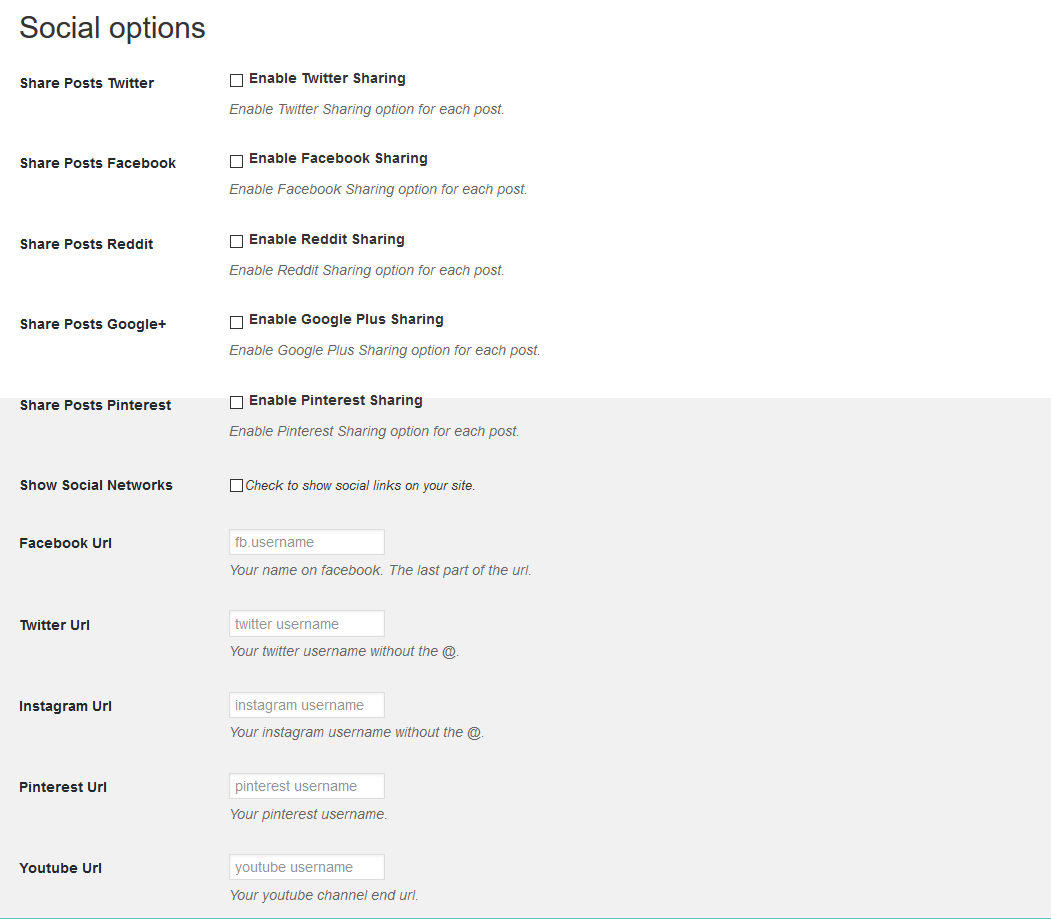 Social options
Share Posts Twitter
Enable Twitter Sharing
Enable Twitter Sharing option for each post.
Share Posts Facebook
Enable Facebook Sharing
Enable Facebook Sharing option for each post.
Share Posts Reddit
Enable Reddit Sharing
Enable Reddit Sharing option for each post.
Share Posts Google+
Enable Google Plus Sharing
Enable Google Plus Sharing option for each post.
Share Posts Pinterest
Enable Pinterest Sharing
Enable Pinterest Sharing option for each post.
Show Social Networks
Check to show social links on your site.
Facebook Url
fb.username
Your name on facebook. The last part of the url.
Twitter Url
twitter username
Your twitter username without the @.
Instagram Url
instagram username
Your instagram username without the @.
Pinterest Url
pinterest username
Your pinterest username.
Youtube Url
youtube username
Your youtube channel end url.